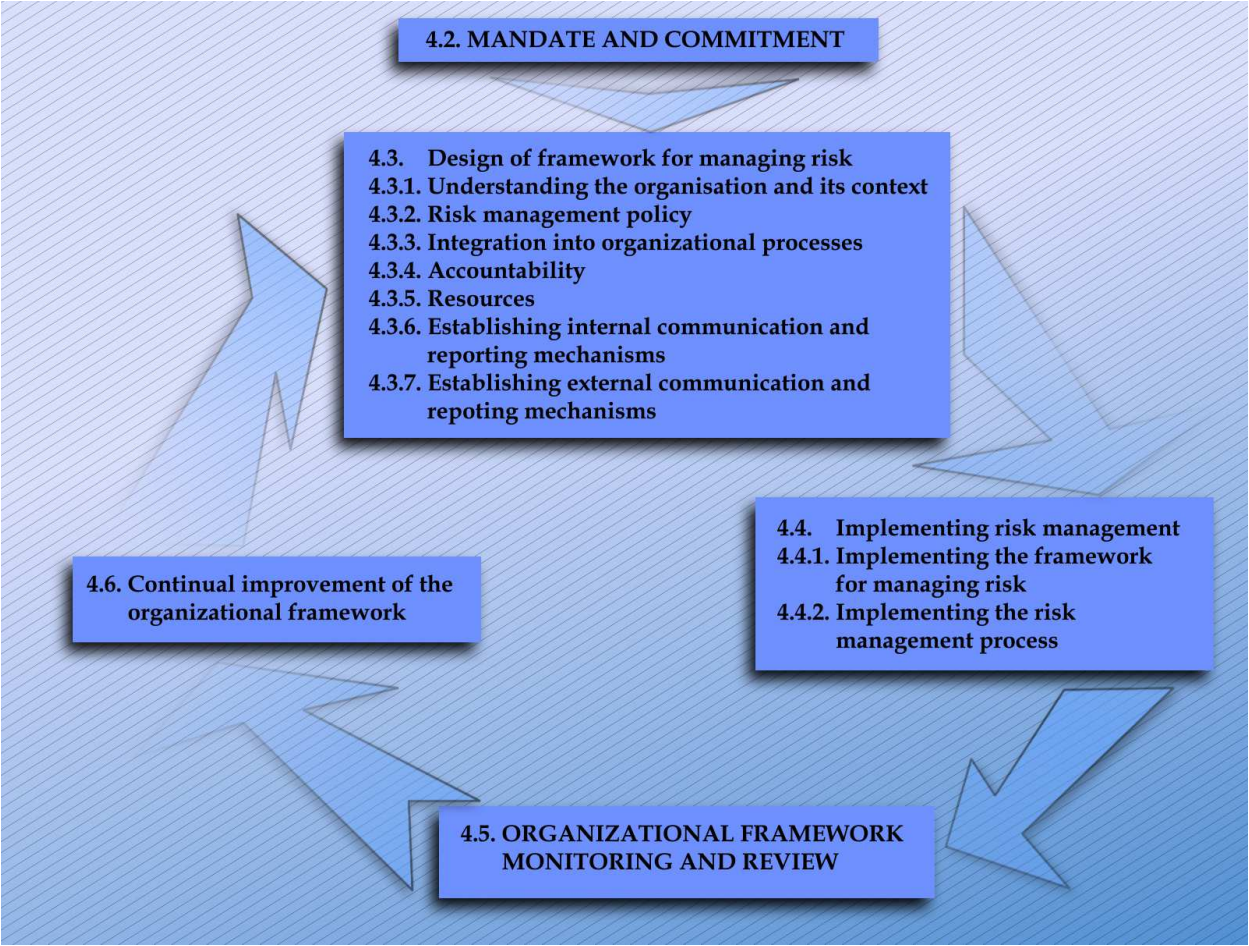 4.2. MANDATE AND COMMITMENT
4.3. Design of framework for managing risk
4.3.1. Understanding the organisation and its context
4.3.2. Risk management policy
4.3.3. Integration into organizational processes
4.3.4. Accountability
4.3.5. Resources
4.3.6. Establishing internal communication and
reporting mechanisms
4.3.7. Establishing external communication and
repoting mechanisms
4.4. Implementing risk management
4.4.1. Implementing the framework
for managing risk
4.4.2. Implementing the risk
management process
4.6. Continual improvement of the
organizational framework
4.5. ORGANIZATIONAL FRAMEWORK
MONITORING AND REVIEW